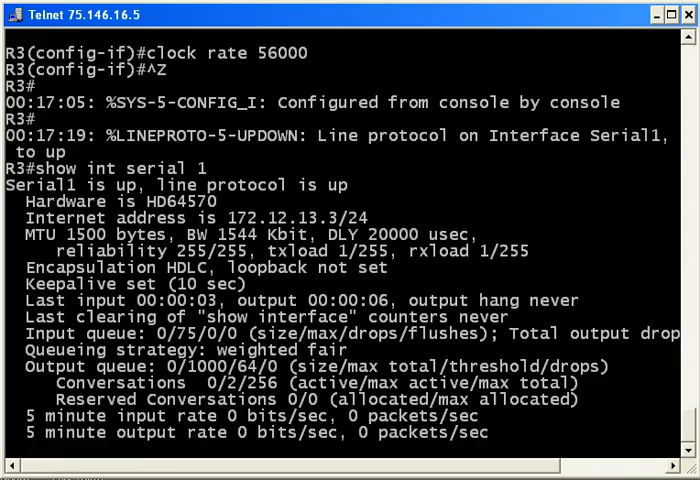 Telnet 75.146.16.5
R3(config-if)#clock rate 56000
R3(config-if)#^Z
R3#
00:17:05: %SYS-5-CONFIG_I: Configured from console by console
R3#
00:17:19: %LINEPROTO-5-UPDOWN: Line protocol on Interface Serial1,
to up
R3#show int serial 1
Serial1 is up, line protocol is up
Hardware is HD64570
Internet address is 172.12.13.3/24
MTU 1500 bytes, BW 1544 Kbit, DLY 20000 usec,
reliability 255/255, txload 1/255, rxload 1/255
Encapsulation HDLC, loopback not set
Keepalive set (10 sec)
Last input 00:00:03, output 00:00:06, output hang never
Last clearing of "show interface" counters never
Input queue: 0/75/0/0 (size/max/drops/flushes); Total output drop
Queueing strategy: weighted fair
Output queue: 0/1000/64/0 (size/max total/threshold/drops)
Conversations  0/2/256 (active/max active/max total)
Reserved Conversations 0/0 (allocated/max allocated)
5 minute input rate 0 bits/sec, 0 packets/sec
5 minute output rate 0 bits/sec, 0 packets/sec